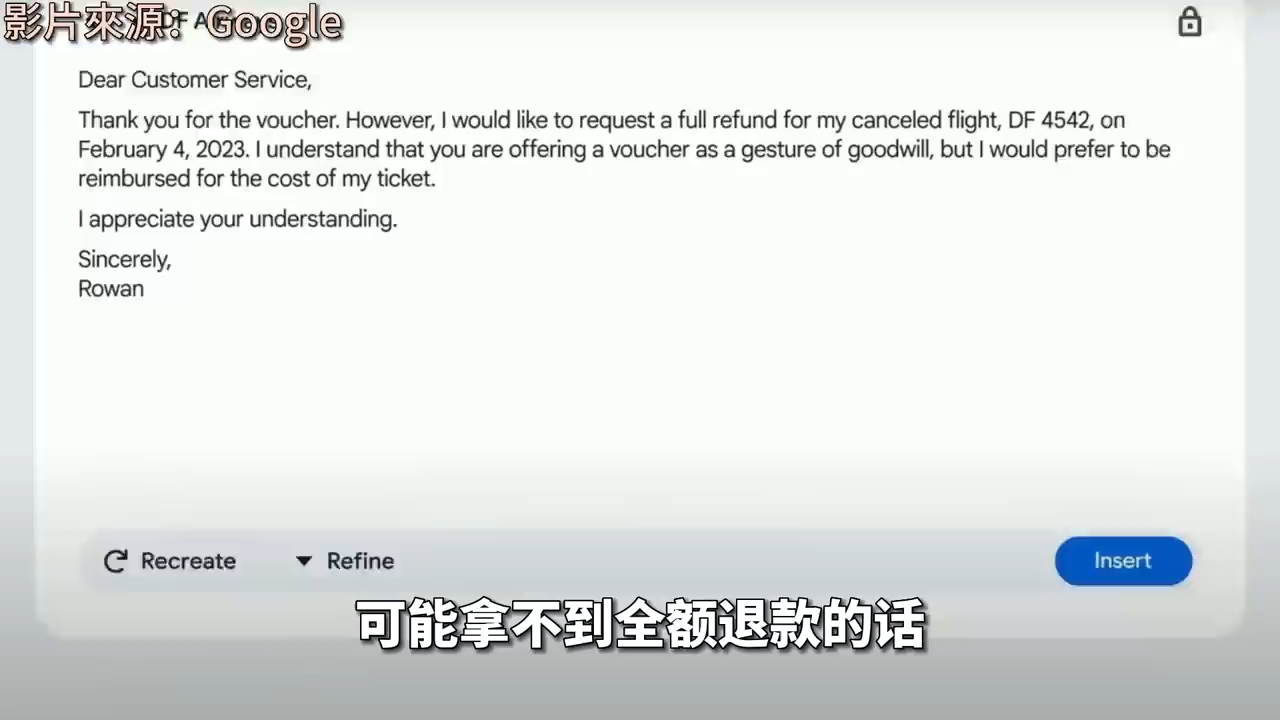 影片來源：Google
Dear Customer Service,
Thank you for the voucher. However, I would like to request a full refund for my canceled flight, DF 4542, on
February 4, 2023. I understand that you are offering a voucher as a gesture of goodwill, but I would prefer to be
reimbursed for the cost of my ticket.
I appreciate your understanding.
Sincerely,
Rowan
Recreate
Refine
Insert
可能拿不到全额退款的话